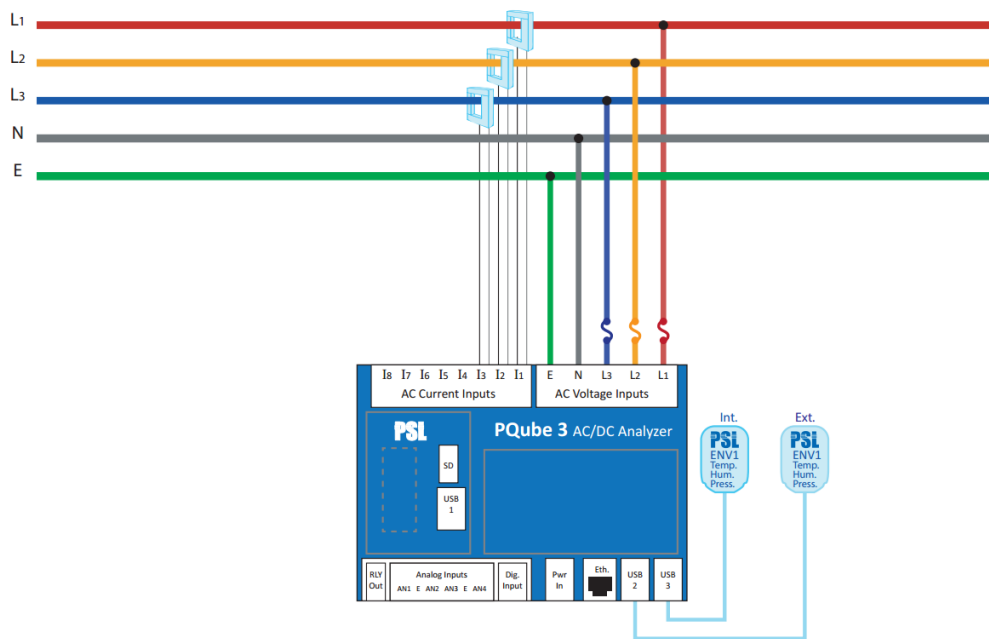 L1
L2
L3
N
E
I8 I7 I6 I5 I4 I3 I2 I1
AC Current Inputs
E N L3 L2 L1
AC Voltage Inputs
PSL
PQube 3 AC/DC Analyzer
SD
USB
1
Int.
PSL
ENV1
Temp.
Hum.
Press.
Ext.
PSL
ENV1
Temp.
Hum.
Press.
RLY
Out
Analog Inputs
AN1 E AN2 AN3 E AN4
Dig.
Input
Pwr
In
Eth.
USB
2
USB
3